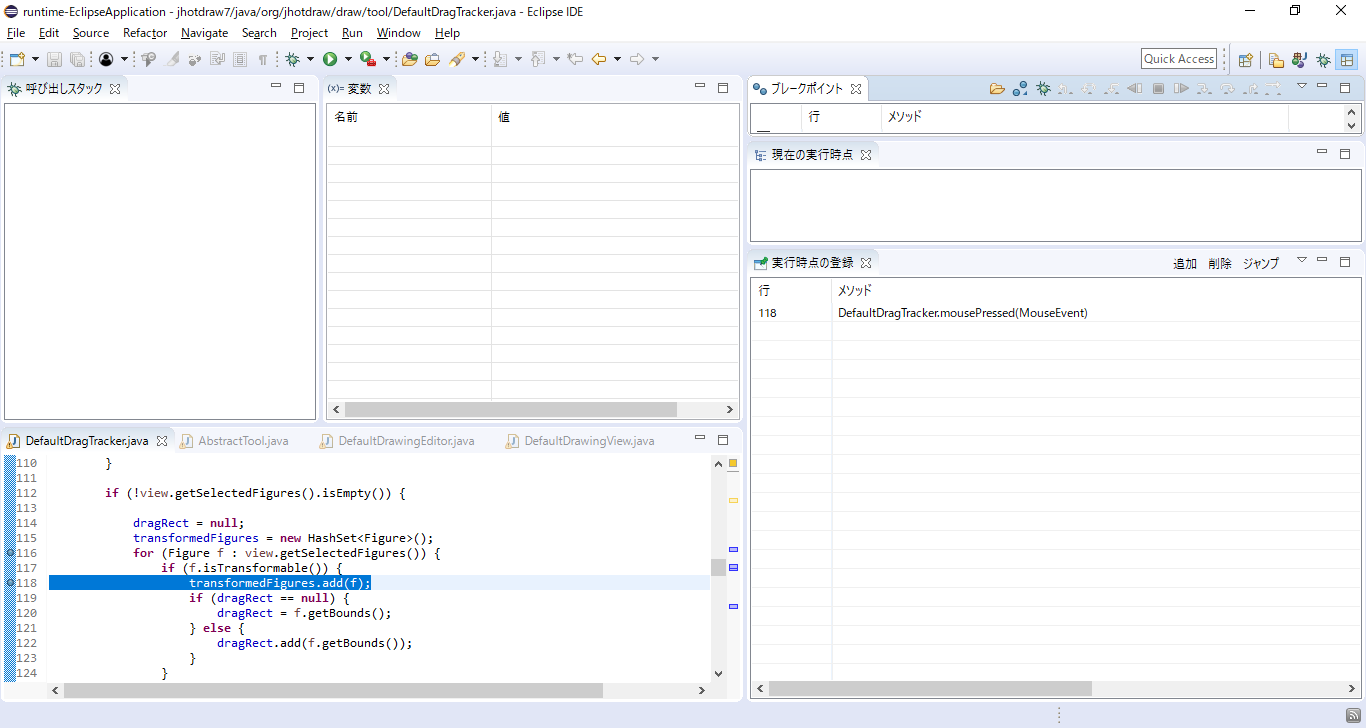 runtime-EclipseApplication - jhotdraw7/java/org/jhotdraw/draw/tool/DefaultDragTracker.java - Eclipse IDE
File Edit Source Refactor Navigate Search Project Run Window Help
Quick Access
呼び出しスタック
(x)= 変数
名前 値
ブレークポイント
行 メソッド
現在の実行時点
実行時点の登録 追加 削除 ジャンプ
行 メソッド
118 DefaultDragTracker.mousePressed(MouseEvent)
DefaultDragTracker.java AbstractTool.java DefaultDrawingEditor.java DefaultDrawingView.java
110 }
111
112 if (!view.getSelectedFigures().isEmpty()) {
113
114 dragRect = null;
115 transformedFigures = new HashSet<Figure>();
116 for (Figure f : view.getSelectedFigures()) {
117 if (f.isTransformable()) {
118 transformedFigures.add(f);
119 if (dragRect == null) {
120 dragRect = f.getBounds();
121 } else {
122 dragRect.add(f.getBounds());
123 }
124 }